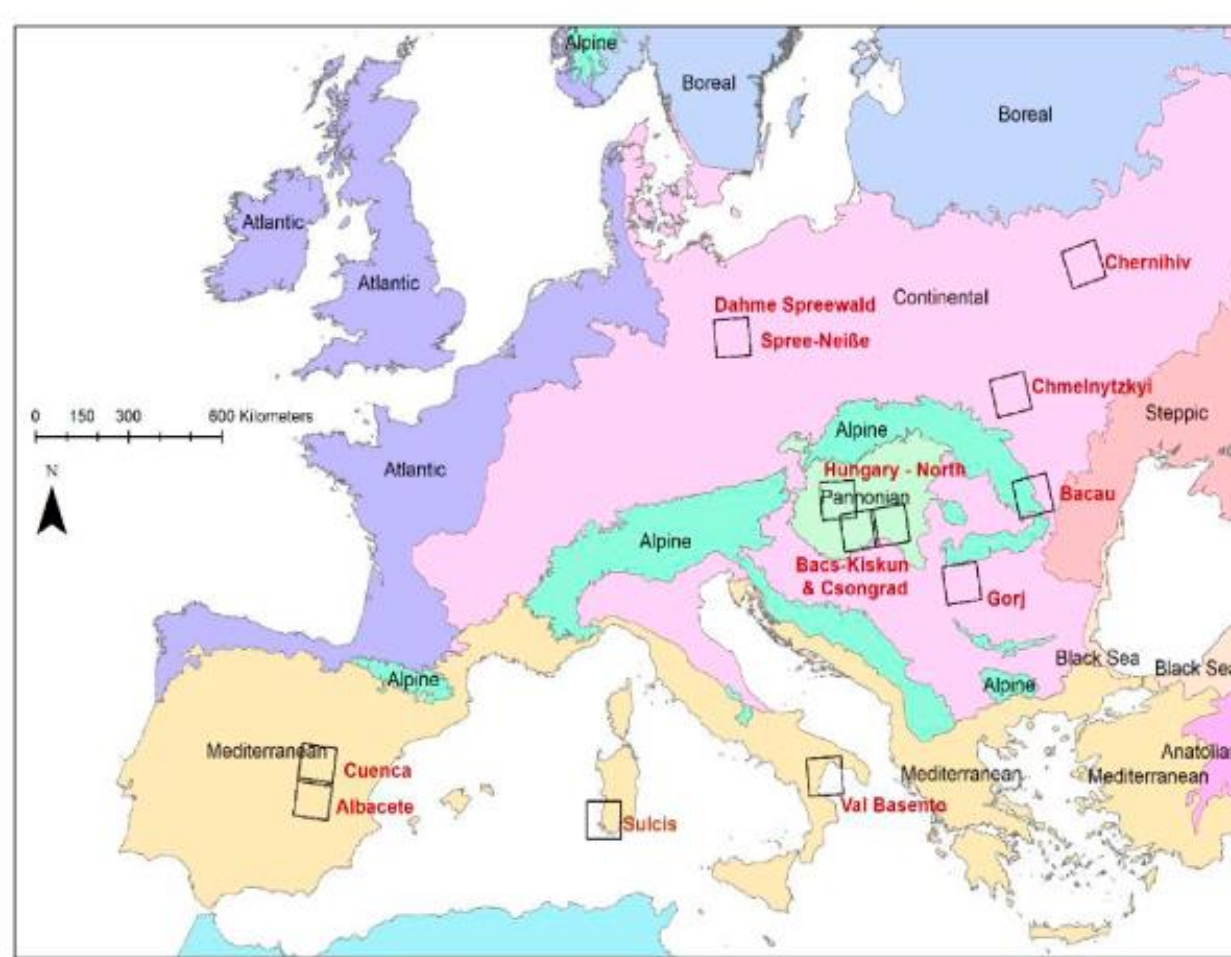 Alpine
Boreal
Boreal
Atlantic
Atlantic
Chernihiv
Continental
Dahme Spreewald
Spree-Neiße
Chmelnytzkyi
0 150 300 600 Kilometers
Steppic
Alpine
N
Atlantic
Hungary - North
Pannonian
Bacau
Alpine
Bacs-Kiskun
& Csongrad
Gorj
Black Sea
Black Sea
Alpine
Alpine
Mediterranean
Anatolian
Cuenca
Mediterranean
Mediterranean
Albacete
Val Basento
Sulcis